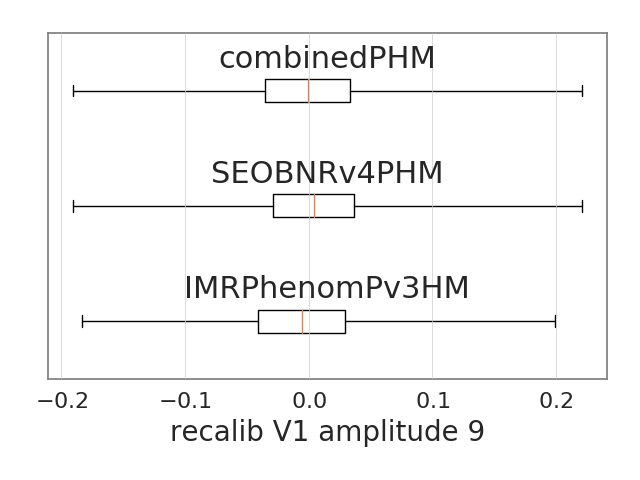 combinedPHM
SEOBNRv4PHM
IMRPhenomPv3HM
−0.2 −0.1 0.0 0.1 0.2
recalib V1 amplitude 9